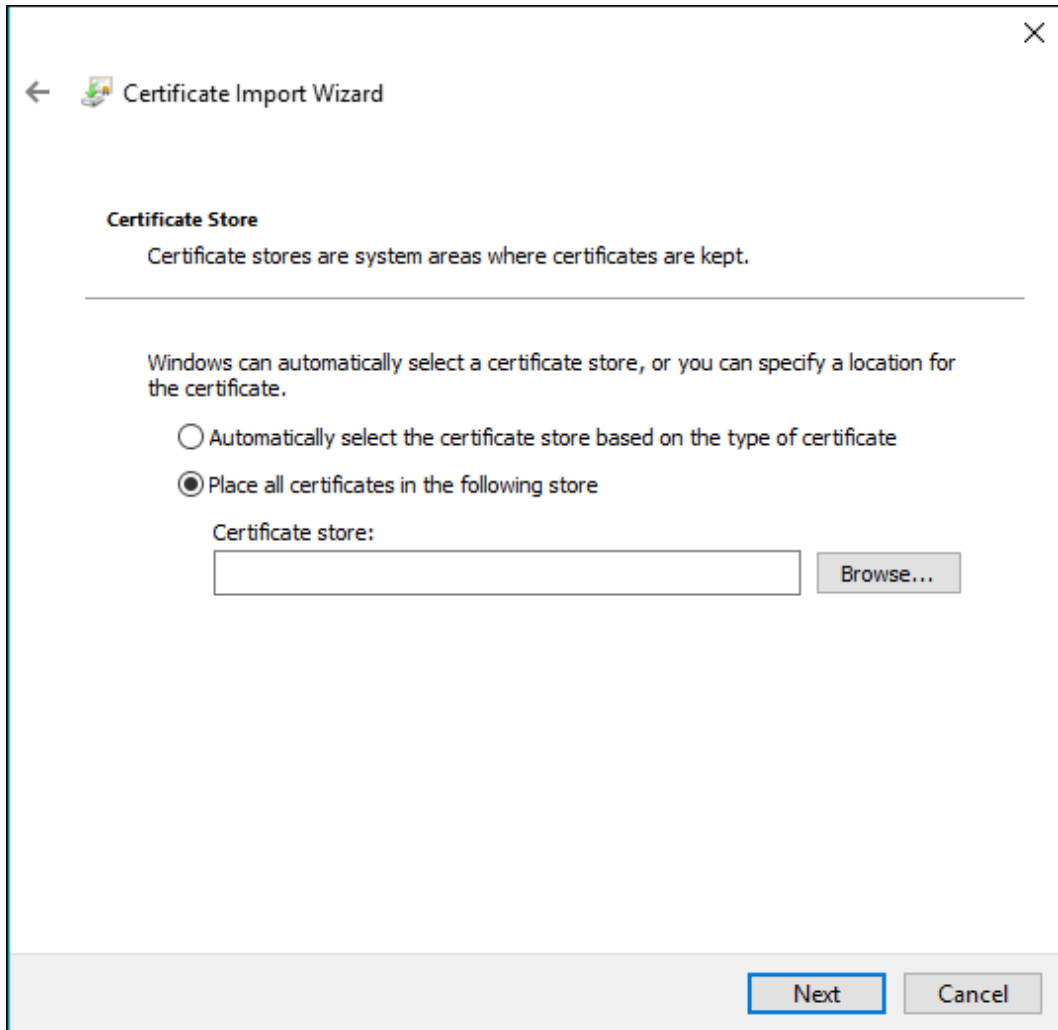 Certificate Import Wizard
Certificate Store
Certificate stores are system areas where certificates are kept.
Windows can automatically select a certificate store, or you can specify a location for
the certificate.
Automatically select the certificate store based on the type of certificate
Place all certificates in the following store
Certificate store:
Browse...
Next
Cancel